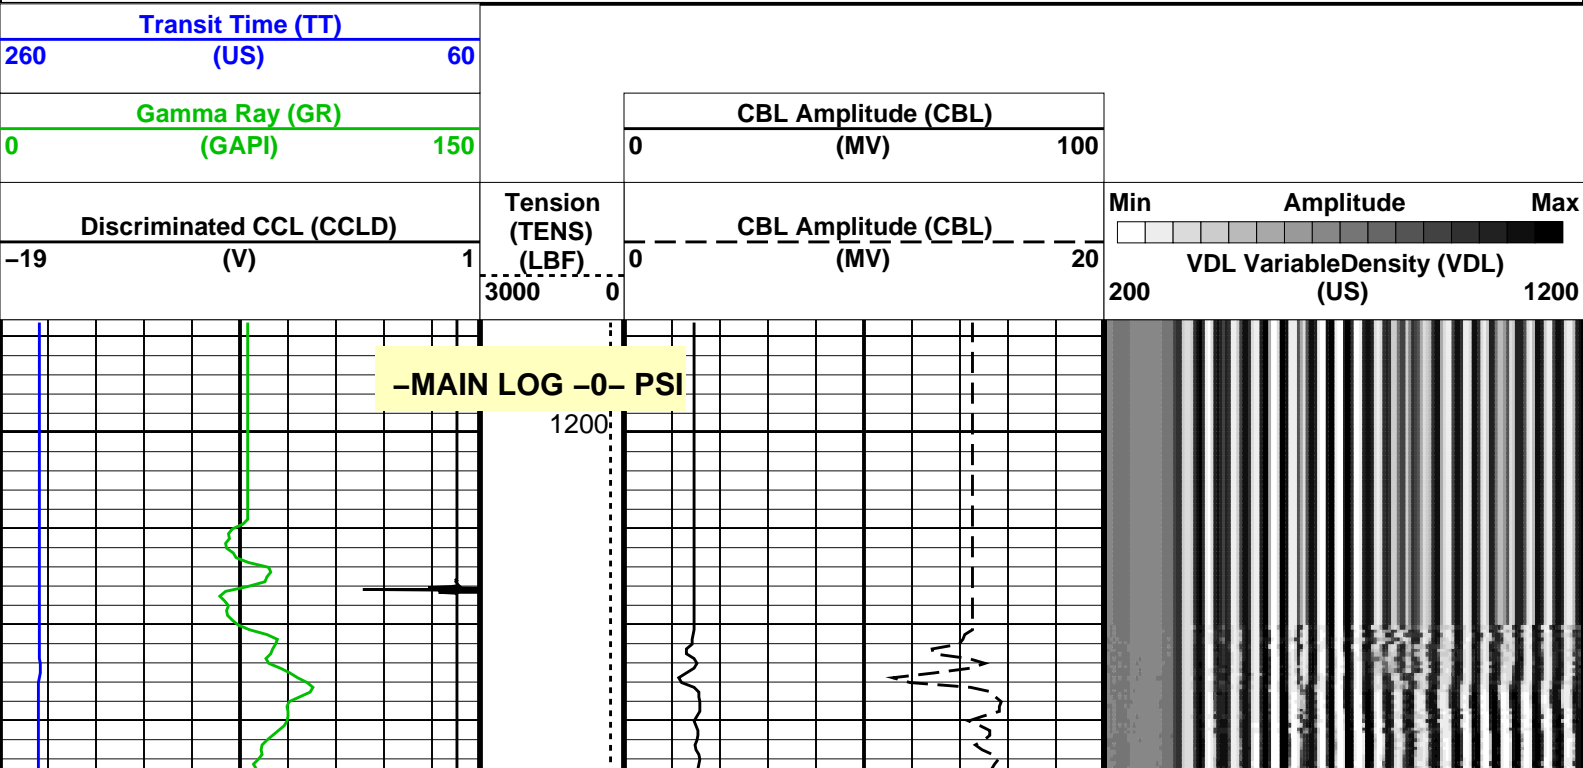 Transit Time (TT)
260 (US) 60
Gamma Ray (GR)
0 (GAPI) 150
CBL Amplitude (CBL)
0 (MV) 100
Discriminated CCL (CCLD)
–19 (V) 1
Tension
(TENS)
(LBF)
3000 0
CBL Amplitude (CBL)
0 (MV) 20
Min Amplitude Max
VDL VariableDensity (VDL)
200 (US) 1200
–MAIN LOG –0– PSI
1200